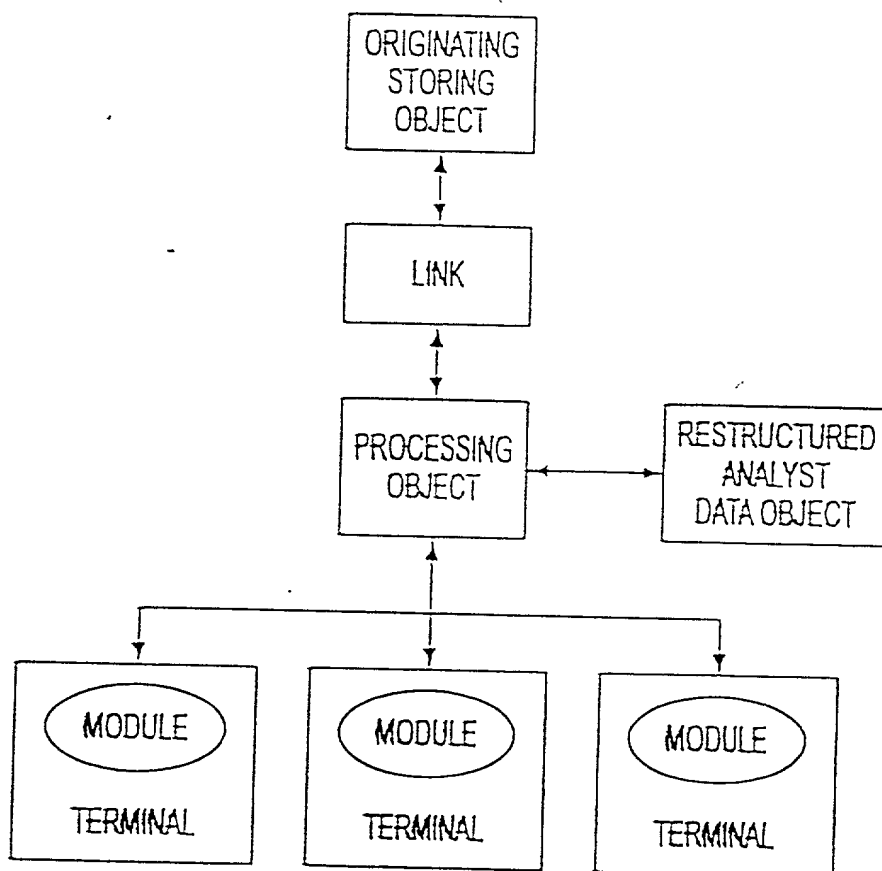 ORIGINATING
STORING
OBJECT
LINK
PROCESSING
OBJECT
RESTRUCTURED
ANALYST
DATA OBJECT
MODULE
TERMINAL
MODULE
TERMINAL
MODULE
TERMINAL